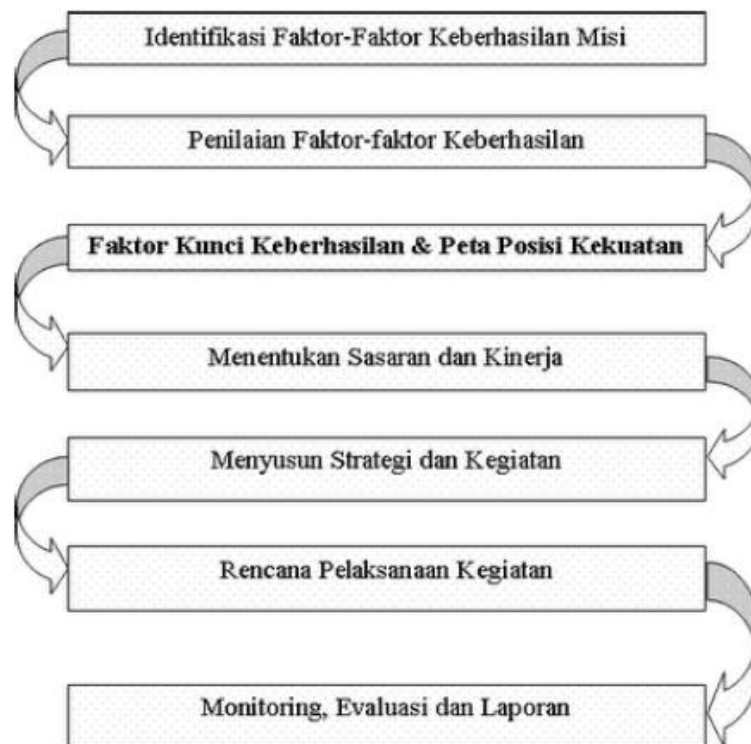 Identifikasi Faktor-Faktor Keberhasilan Misi
Penilaian Faktor-faktor Keberhasilan
Faktor Kunci Keberhasilan & Peta Posisi Kekuatan
Menentukan Sasaran dan Kinerja
Menyusun Strategi dan Kegiatan
Rencana Pelaksanaan Kegiatan
Monitoring, Evaluasi dan Laporan